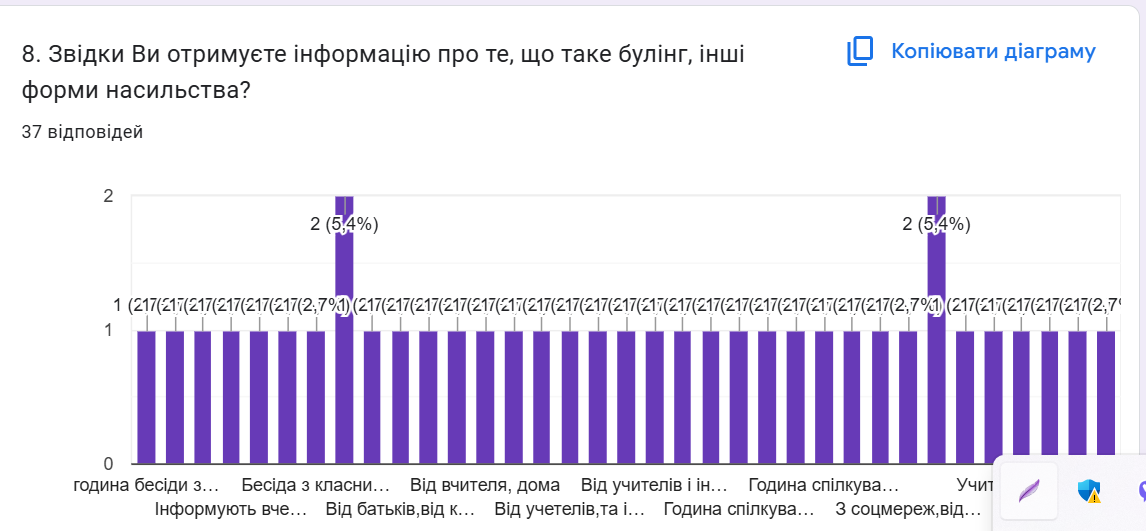 8. Звідки Ви отримуєте інформацію про те, що таке булінг, інші
форми насильства?
Копіювати діаграму
37 відповідей
2
2 (5,4%)
2 (5,4%)
1
0
година бесіди з…
Бесіда з класни…
Від вчителя, дома
Від учителів і ін…
Година спілкува…
Учит
Інформують вче…
Від батьків,від к…
Від учетелів,та і…
Година спілкува…
З соцмереж,від…